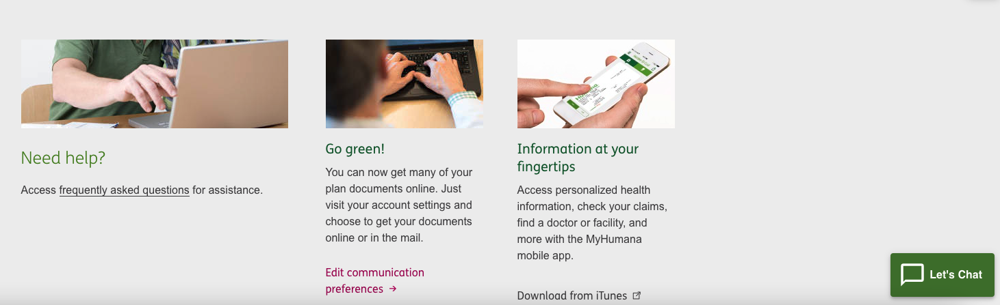 Need help?
Access frequently asked questions for assistance.
Go green!
You can now get many of your
plan documents online. Just
visit your account settings and
choose to get your documents
online or in the mail.
Edit communication
preferences →
Information at your
fingertips
Access personalized health
information, check your claims,
find a doctor or facility, and
more with the MyHumana
mobile app.
Download from iTunes
Let's Chat